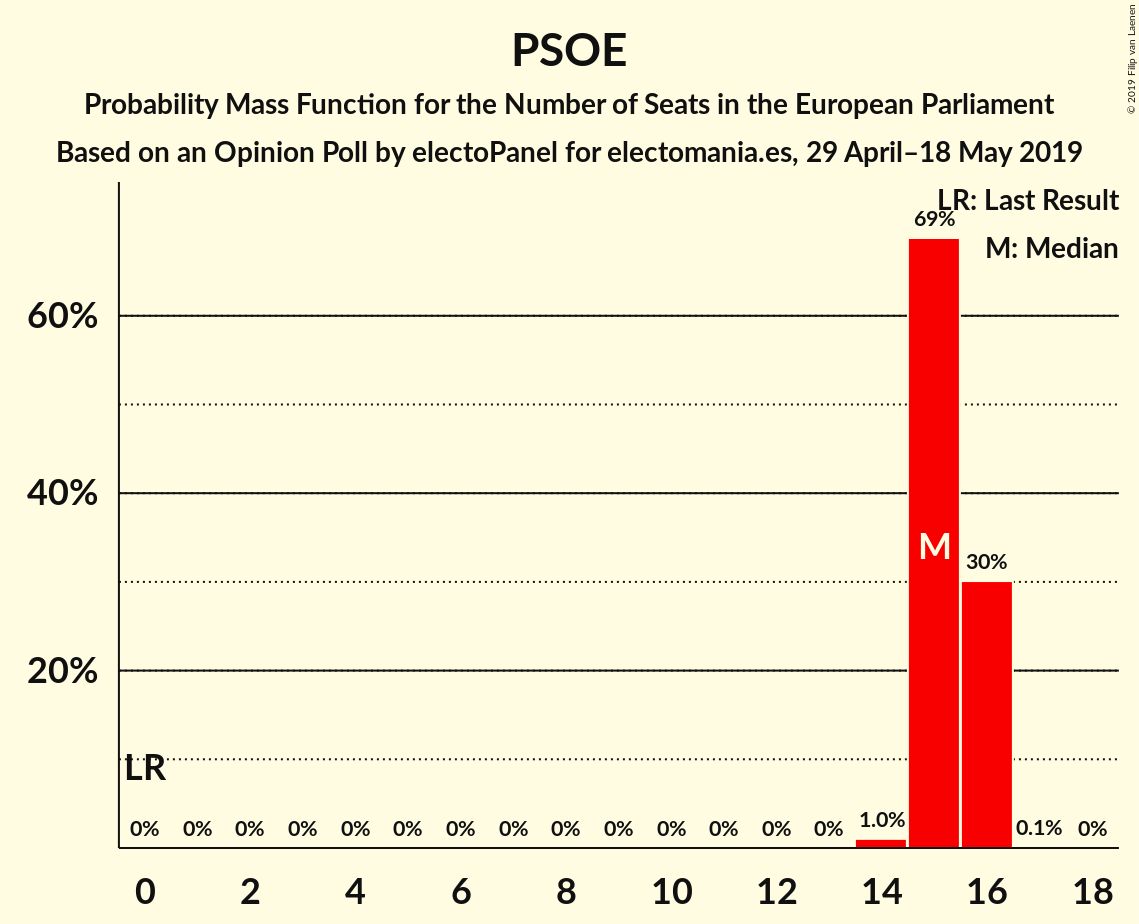 PSOE
Probability Mass Function for the Number of Seats in the European Parliament
Based on an Opinion Poll by electoPanel for electomania.es, 29 April–18 May 2019
© 2019 Filip van Laenen
LR: Last Result
M: Median
69%
60%
40%
M
30%
20%
LR
0% 0% 0% 0% 0% 0% 0% 0% 0% 0% 0% 0% 0% 0% 1.0% 0.1% 0%
0 2 4 6 8 10 12 14 16 18